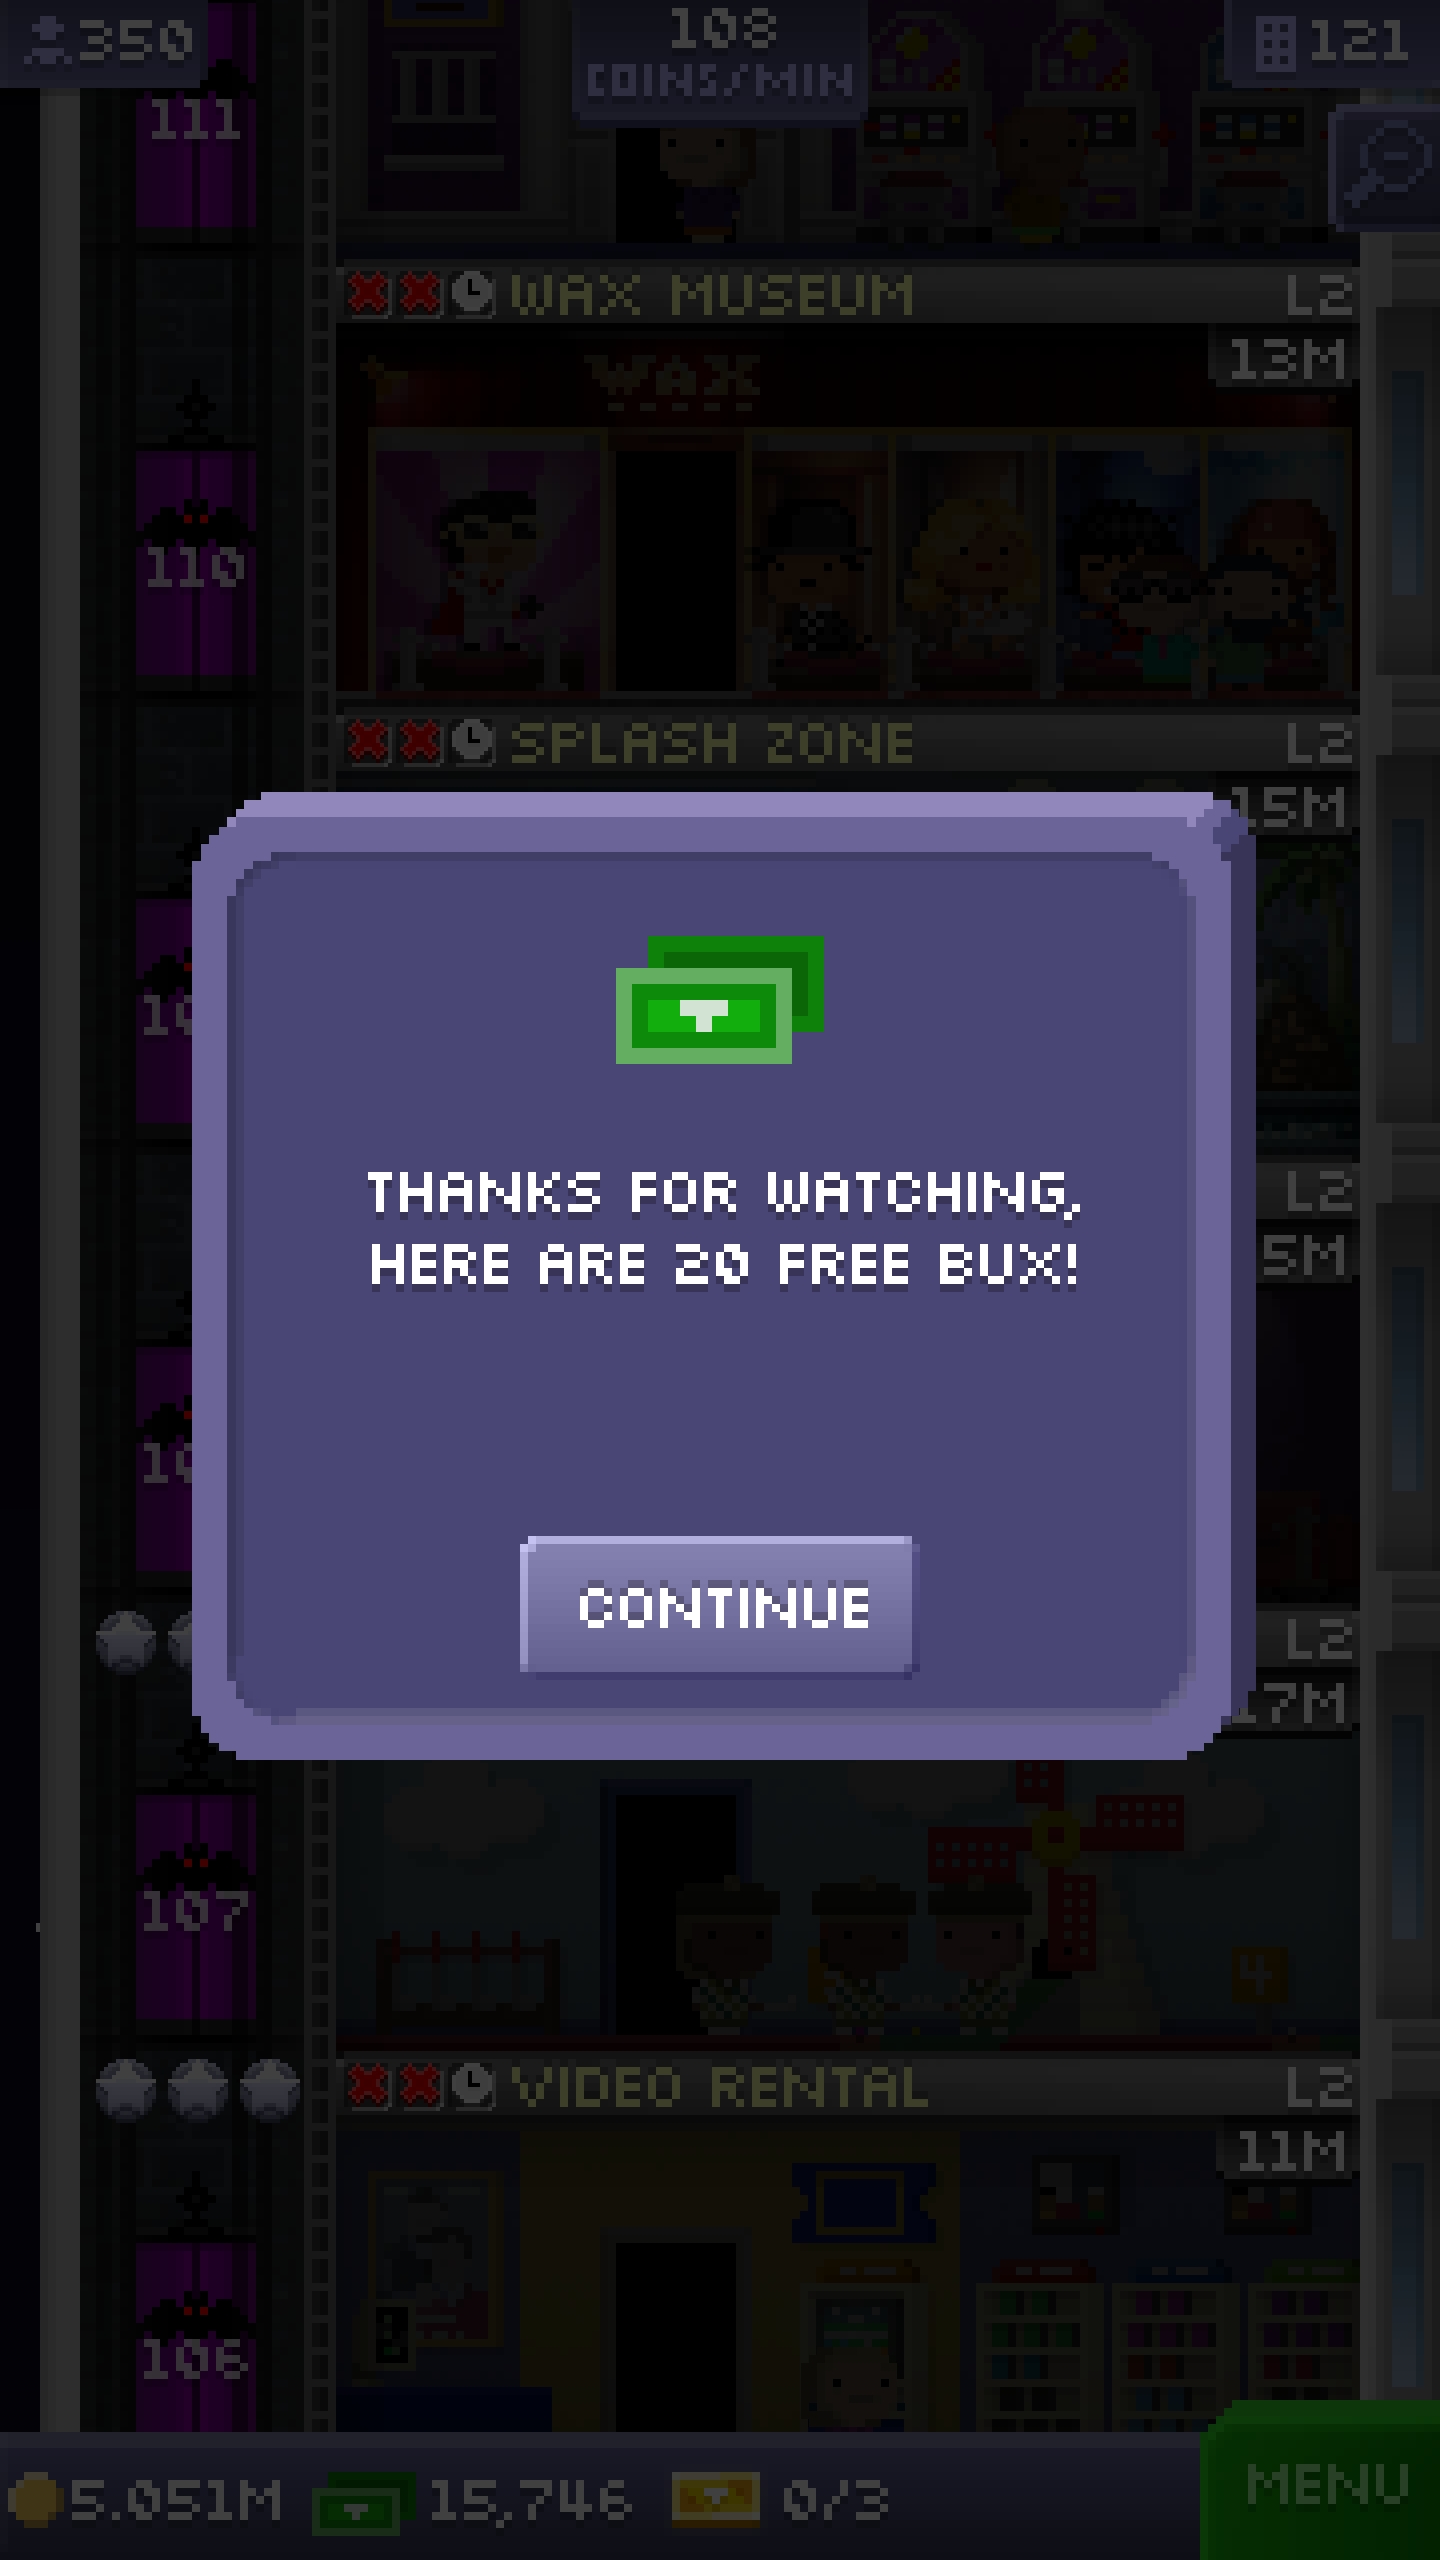 350
108
COINS/MIN
121
111
WAX MUSEUM
L2
13M
WAX
110
SPLASH ZONE
L2
15M
THANKS FOR WATCHING,
HERE ARE 20 FREE BUX!
L2
5M
CONTINUE
L2
17M
107
4
VIDEO RENTAL
L2
11M
106
5.051M
15,746
0/3
MENU